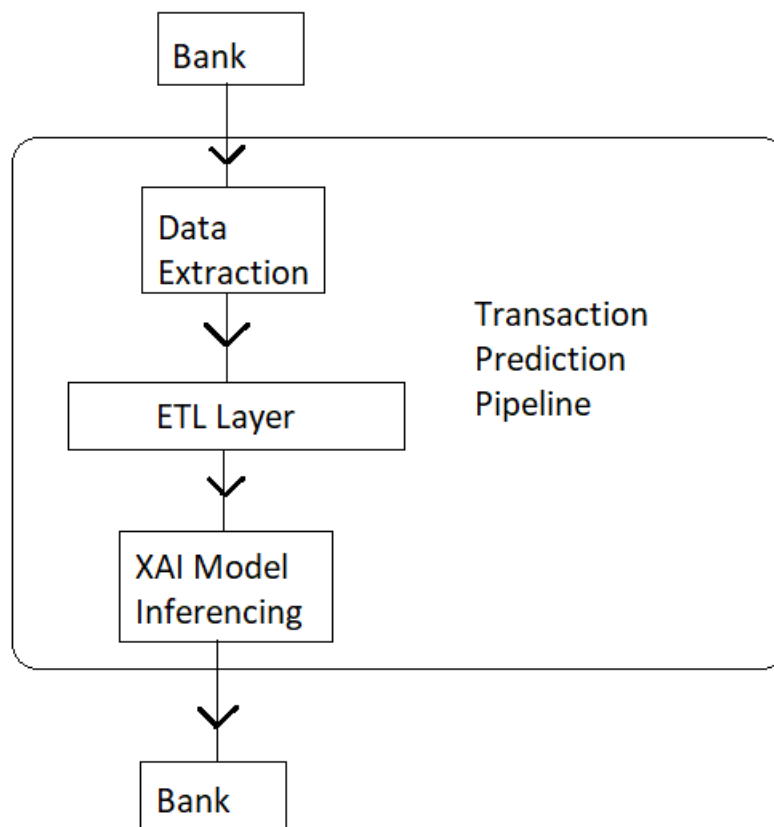 Bank
Data
Extraction
Transaction
Prediction
Pipeline
ETL Layer
XAI Model
Inferencing
Bank